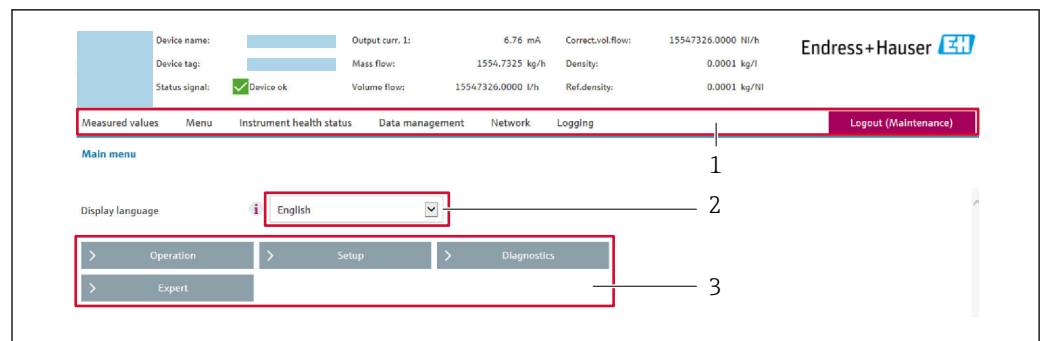 Device name: Output curr. 1: 6.76 mA Correct.vol.flow: 15547326.0000 Nl/h
Endress+Hauser EH
Device tag: Mass flow: 1554.7325 kg/h Density: 0.0001 kg/l
Status signal: Device ok Volume flow: 15547326.0000 l/h Ref.density: 0.0001 kg/Nl
Measured values Menu Instrument health status Data management Network Logging Logout (Maintenance)
Main menu
1
Display language i English 2
> Operation > Setup > Diagnostics
> Expert 3